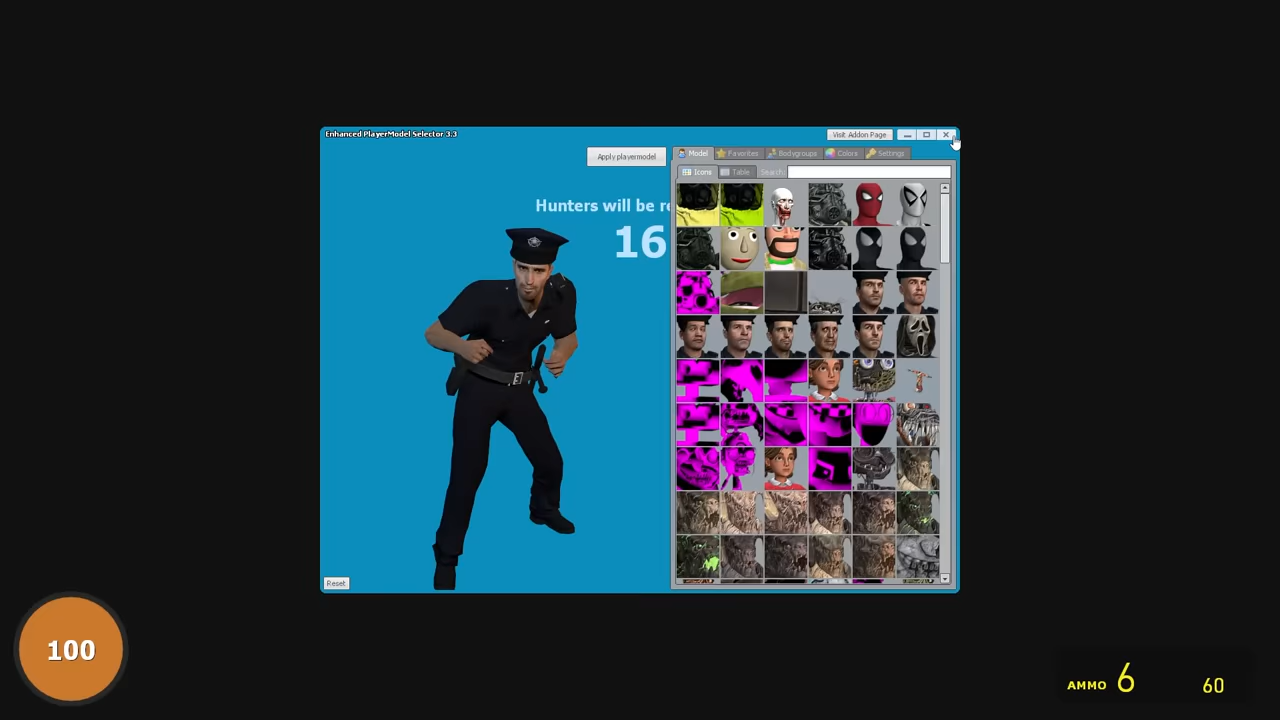 Enhanced PlayerModel Selector 3.3
Visit Addon Page
Apply playermodel
Model
Favorites
Bodygroups
Colors
Settings
Icons
Table
Search:
Hunters will be re
16
Reset
100
AMMO 6 60